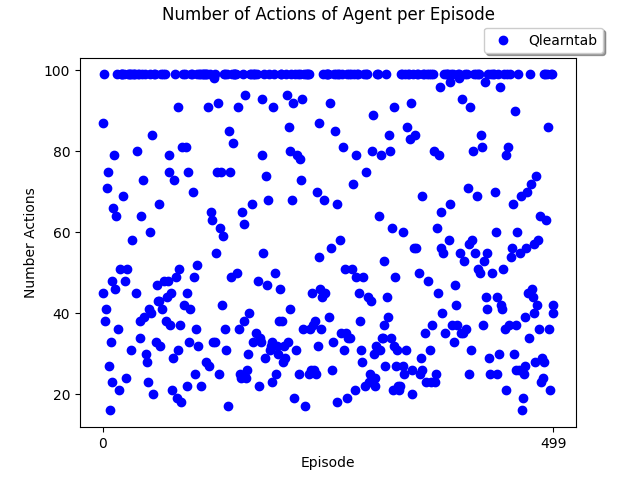 Number of Actions of Agent per Episode
Qlearntab
100
80
60
40
20
Number Actions
0
499
Episode